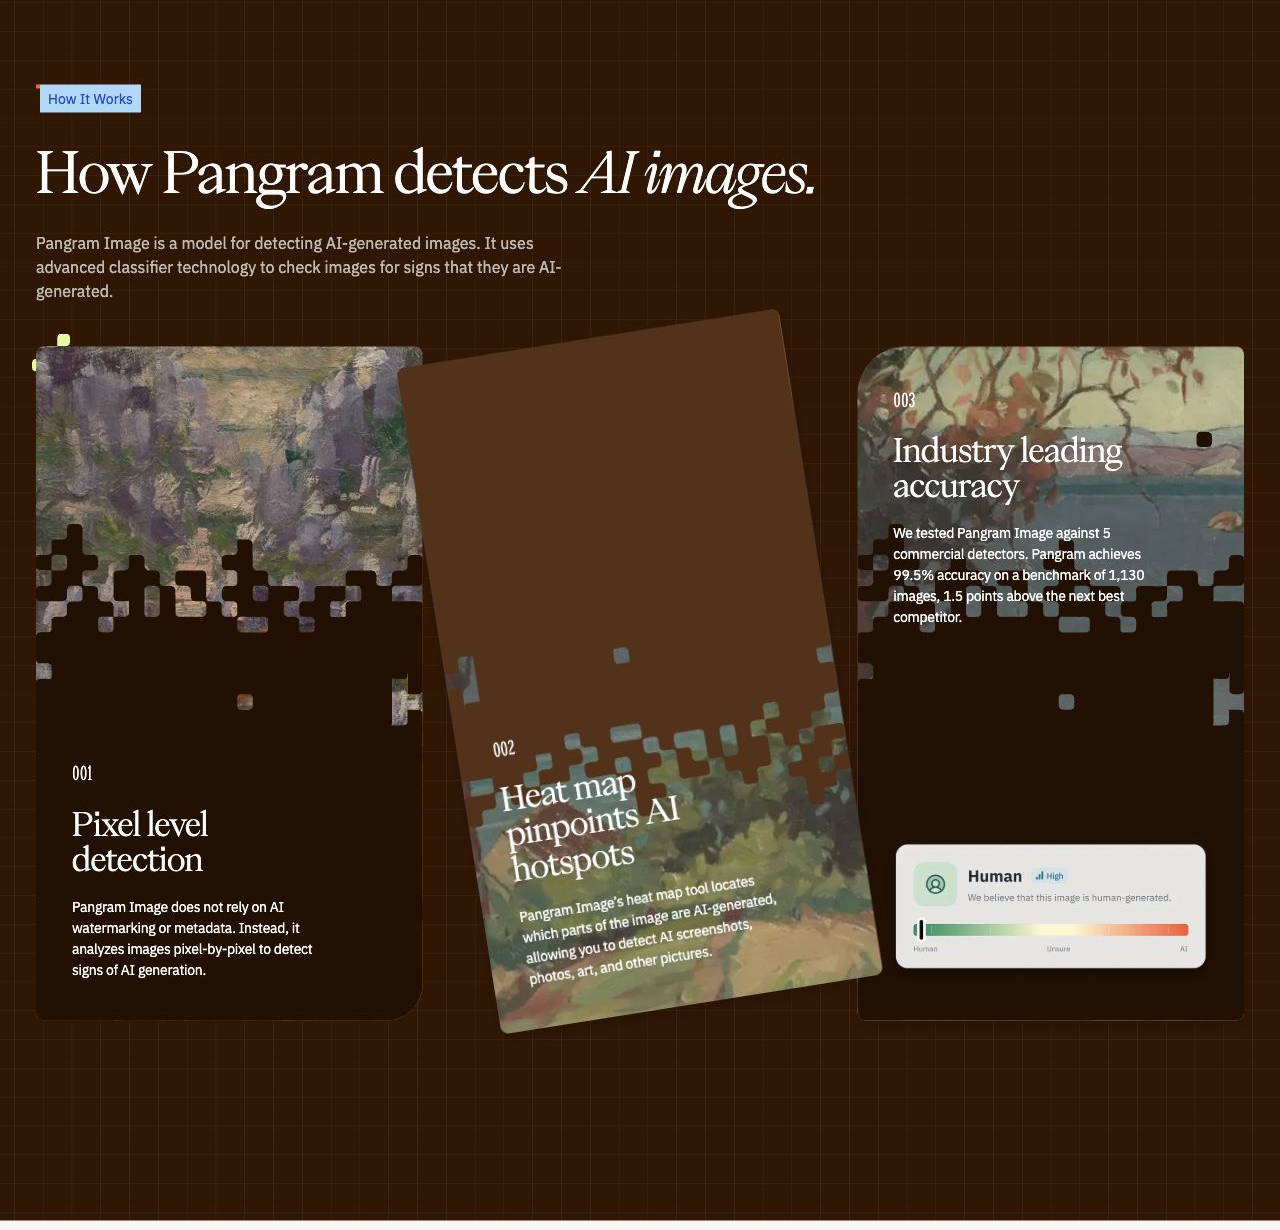 How It Works
How Pangram detects AI images.
Pangram Image is a model for detecting AI-generated images. It uses
advanced classifier technology to check images for signs that they are AI-
generated.
001
Pixel level
detection
Pangram Image does not rely on AI
watermarking or metadata. Instead, it
analyzes images pixel-by-pixel to detect
signs of AI generation.
002
Heat map
pinpoints AI
hotspots
Pangram Image's heat map tool locates
which parts of the image are AI-generated,
allowing you to detect AI screenshots,
photos, art, and other pictures.
003
Industry leading
accuracy
We tested Pangram Image against 5
commercial detectors. Pangram achieves
99.5% accuracy on a benchmark of 1,130
images, 1.5 points above the next best
competitor.
Human High
We believe that this image is human-generated.
Human Unsure AI